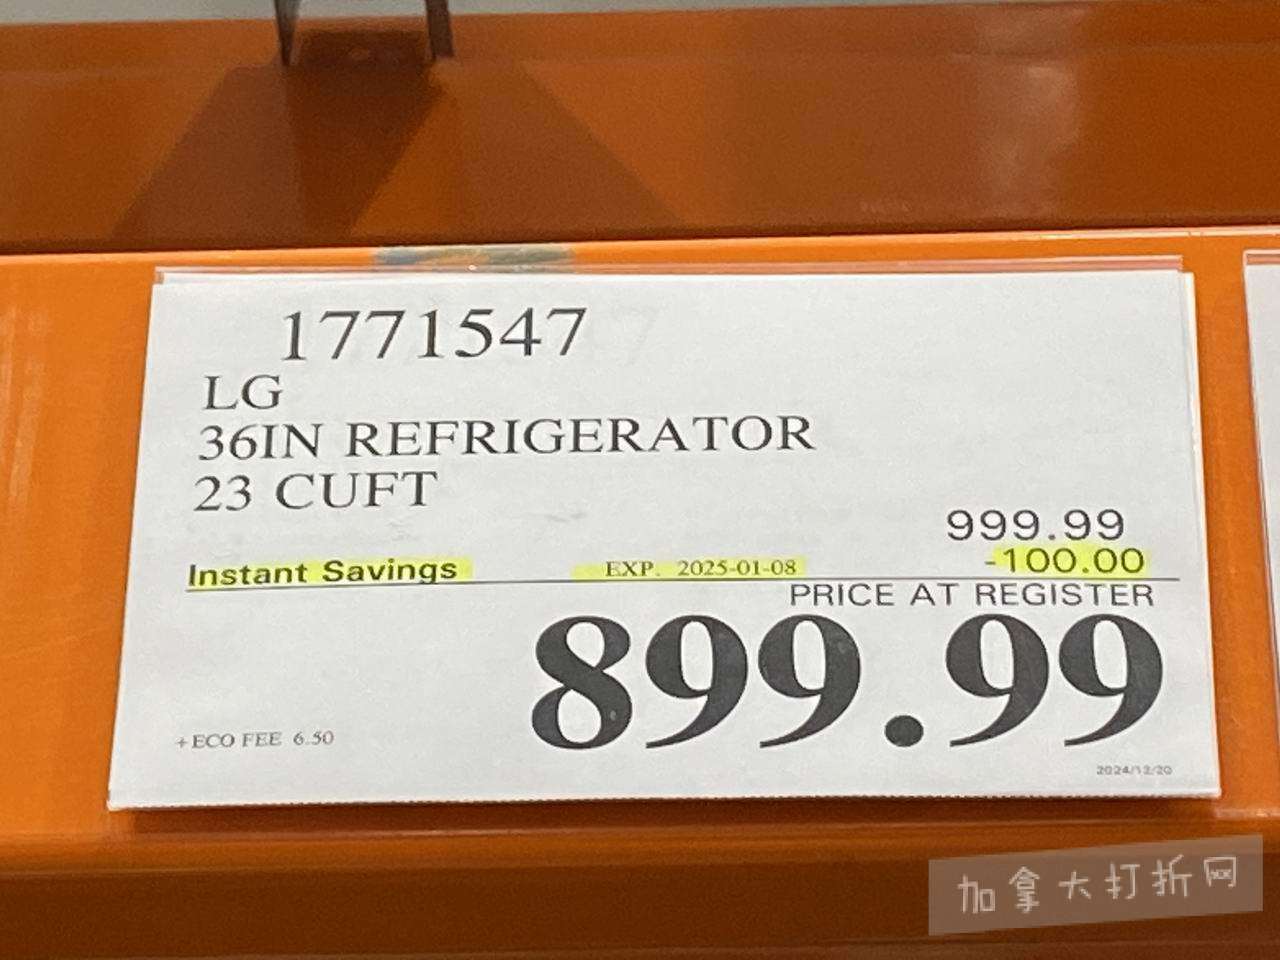 1771547
LG
36IN REFRIGERATOR
23 CUFT
999.99
Instant Savings EXP. 2025-01-08 -100.00
PRICE AT REGISTER
899.99
+ECO FEE 6.50
2024/12/20
加拿大打折网